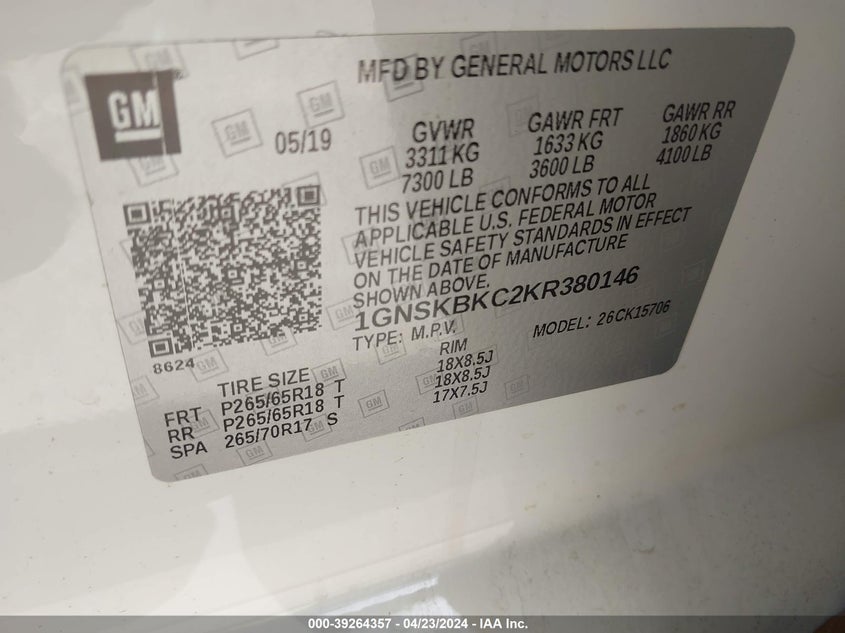 GM
MFD BY GENERAL MOTORS LLC
05/19
GVWR
3311 KG
7300 LB
GAWR FRT
1633 KG
3600 LB
GAWR RR
1860 KG
4100 LB
THIS VEHICLE CONFORMS TO ALL
APPLICABLE U.S. FEDERAL MOTOR
VEHICLE SAFETY STANDARDS IN EFFECT
ON THE DATE OF MANUFACTURE
SHOWN ABOVE.
1GNSKBKC2KR380146
TYPE: M.P.V.
MODEL: 26CK15706
8624
TIRE SIZE
RIM
FRT P265/65R18 T 18X8.5J
RR P265/65R18 T 18X8.5J
SPA 265/70R17 S 17X7.5J
000-39264357 - 04/23/2024 - IAA Inc.